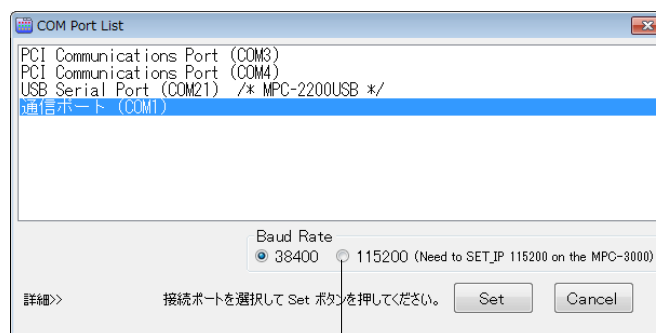 COM Port List
PCI Communications Port (COM3)
PCI Communications Port (COM4)
USB Serial Port (COM21)  /* MPC-2200USB */
通信ポート (COM1)
Baud Rate
38400 115200 (Need to SET_IP 115200 on the MPC-3000)
詳細>> 接続ポートを選択して Set ボタンを押してください。 Set Cancel